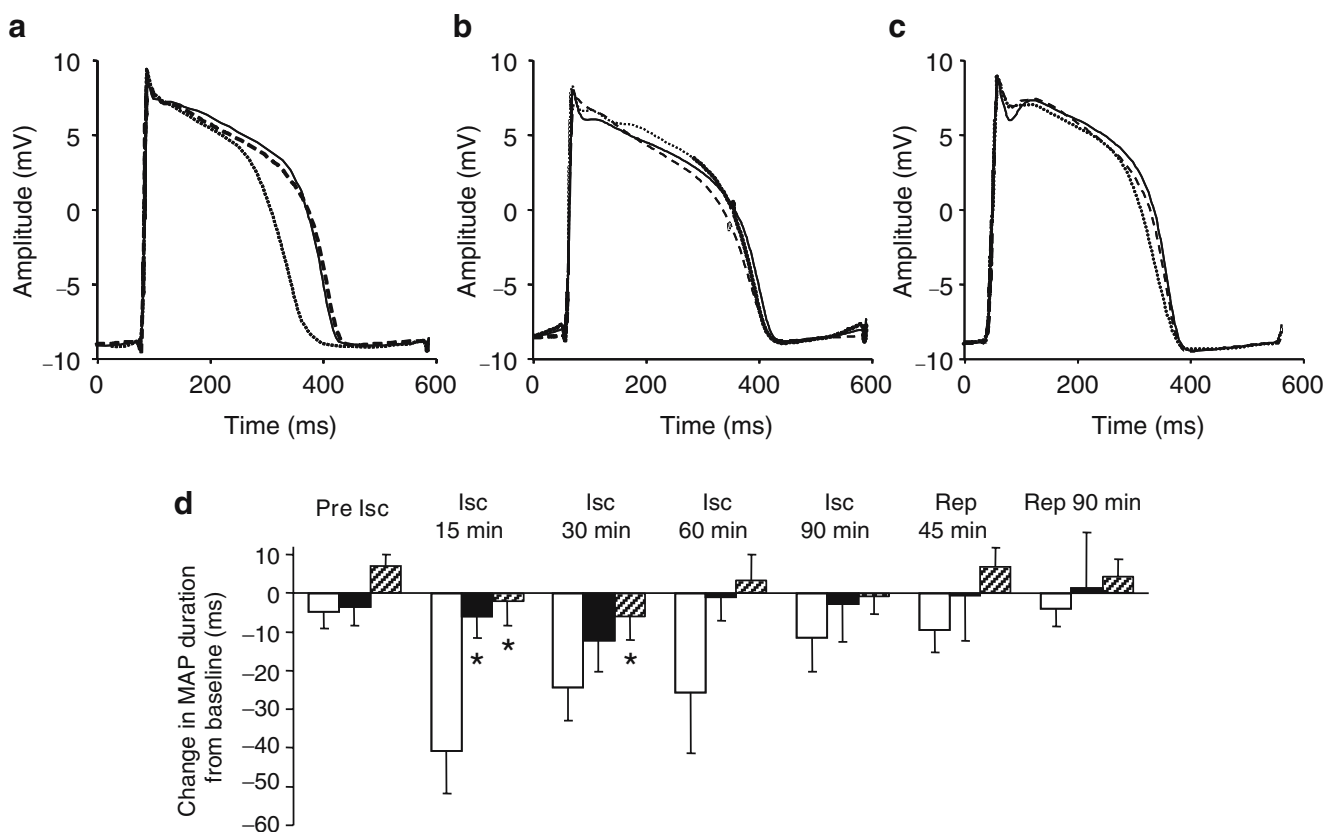 a
b
c
10
5
0
−5
−10
Amplitude (mV)
0 200 400 600
Time (ms)
10
5
0
−5
−10
Amplitude (mV)
0 200 400 600
Time (ms)
10
5
0
−5
−10
Amplitude (mV)
0 200 400 600
Time (ms)
d
Pre Isc
Isc
15 min
Isc
30 min
Isc
60 min
Isc
90 min
Rep
45 min
Rep 90 min
10
0
−10
−20
−30
−40
−50
−60
Change in MAP duration
from baseline (ms)
*
*
*